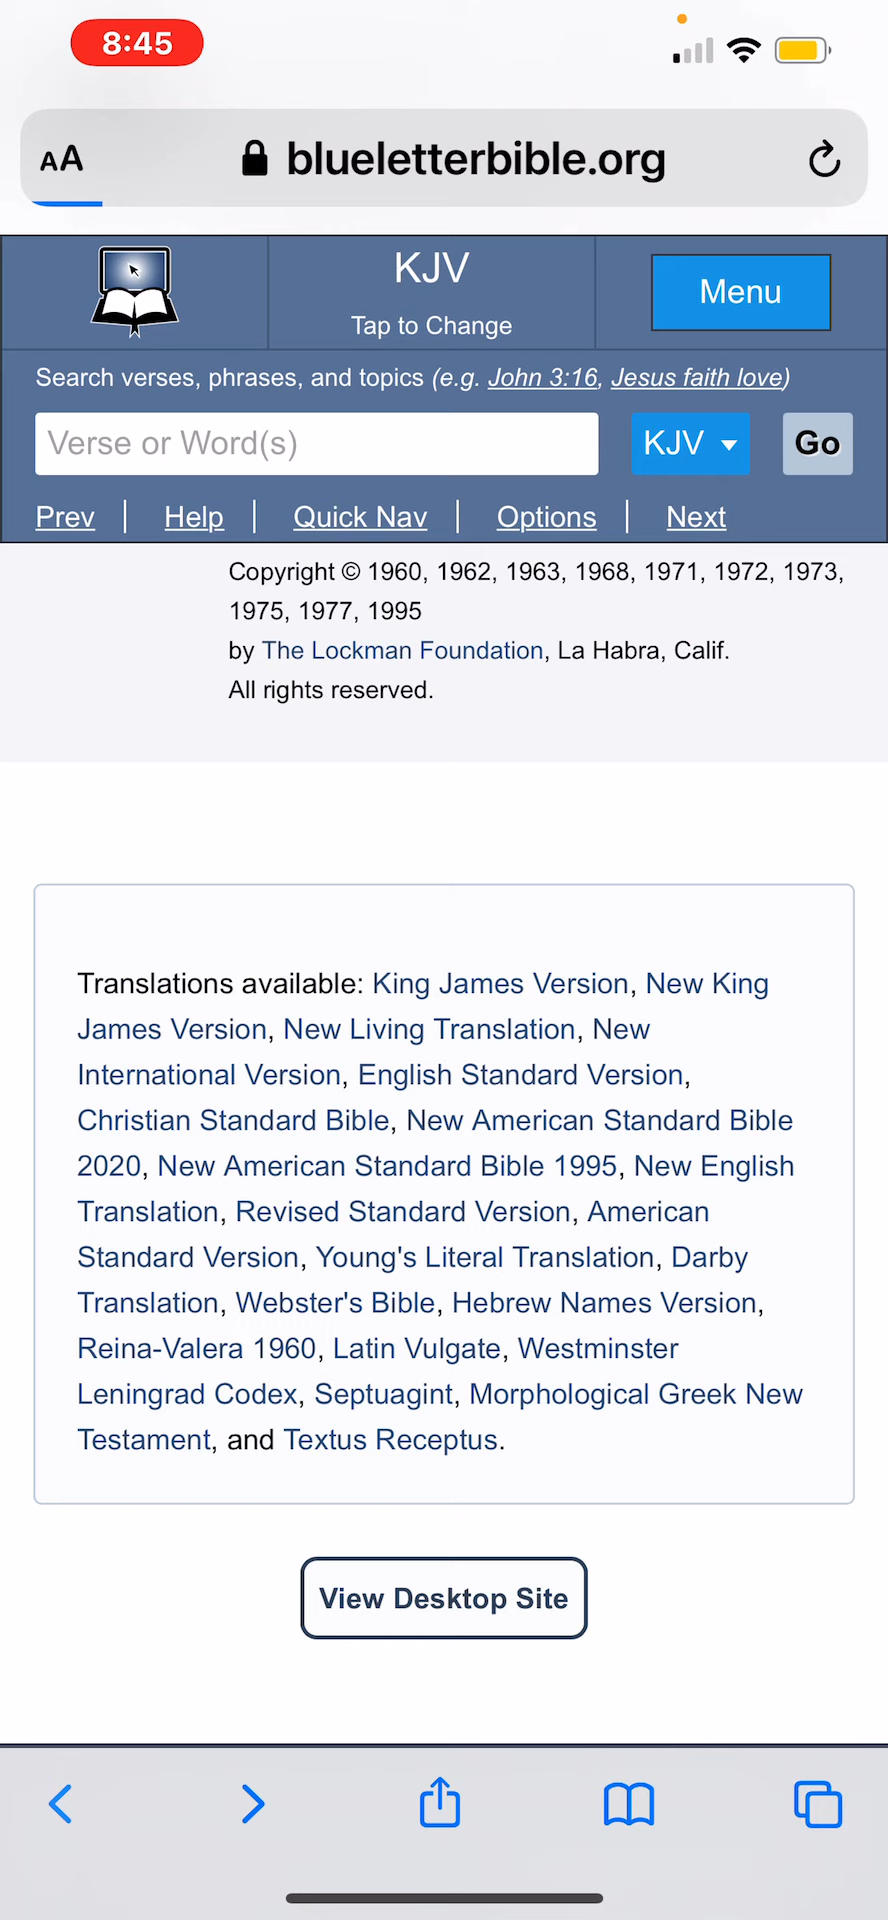 8:45
AA
blueletterbible.org
KJV
Tap to Change
Menu
Search verses, phrases, and topics (e.g. John 3:16, Jesus faith love)
Verse or Word(s)
KJV
Go
Prev | Help | Quick Nav | Options | Next
Copyright © 1960, 1962, 1963, 1968, 1971, 1972, 1973,
1975, 1977, 1995
by The Lockman Foundation, La Habra, Calif.
All rights reserved.
Translations available: King James Version, New King
James Version, New Living Translation, New
International Version, English Standard Version,
Christian Standard Bible, New American Standard Bible
2020, New American Standard Bible 1995, New English
Translation, Revised Standard Version, American
Standard Version, Young's Literal Translation, Darby
Translation, Webster's Bible, Hebrew Names Version,
Reina-Valera 1960, Latin Vulgate, Westminster
Leningrad Codex, Septuagint, Morphological Greek New
Testament, and Textus Receptus.
View Desktop Site